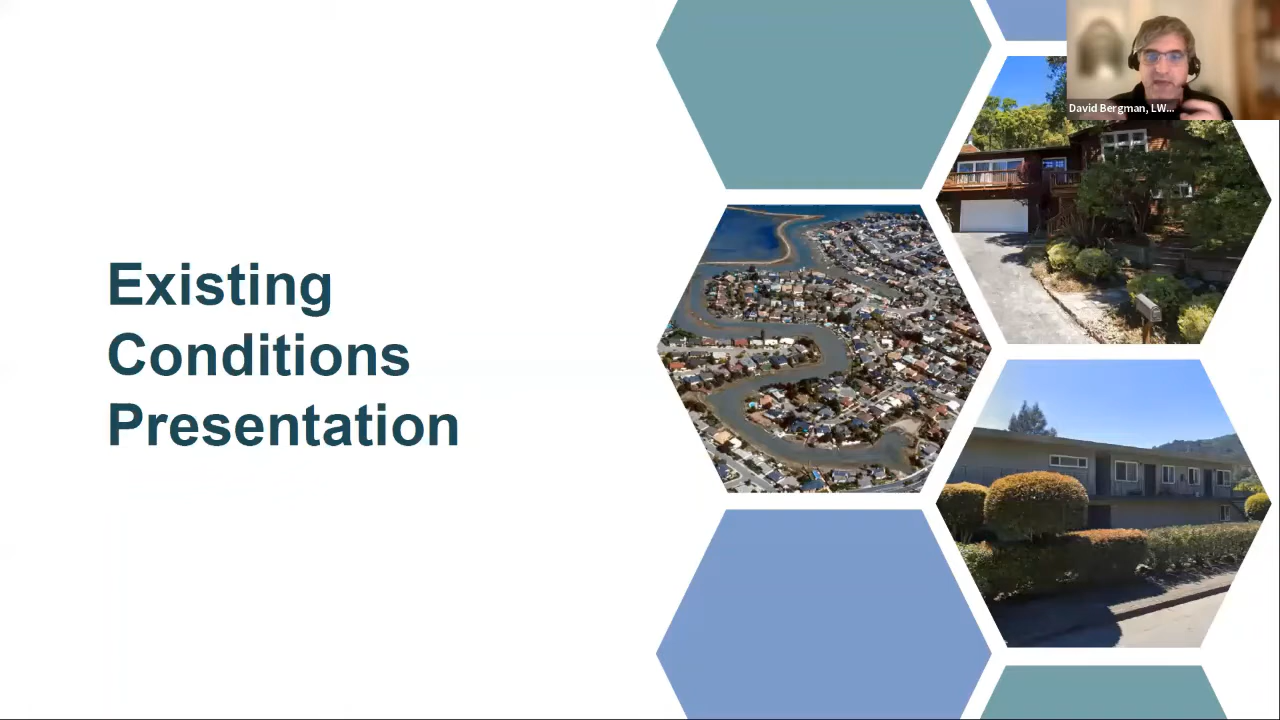 David Bergman, LW...
Existing
Conditions
Presentation